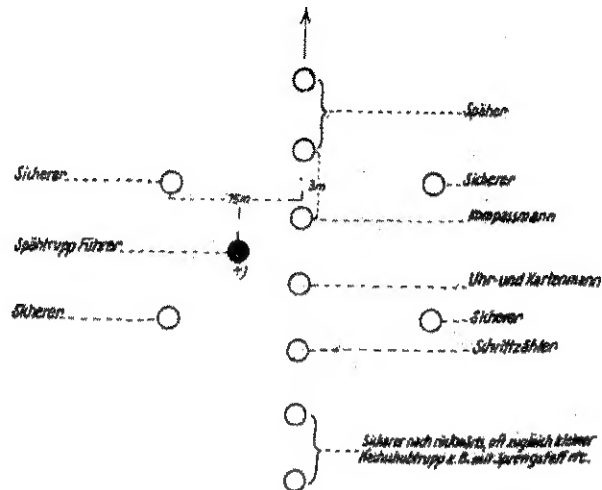 Späher
Sicherer
3m
Sicherer
75m
Kompassmann
Spähtrupp Führer
+)
Uhr- und Kartenmann
Sicherer
Sicherer
Schrittzähler
Sicherer nach rückwärts, oft zugleich kleiner
Nachschubtrupp z.B. mit Sprengstoff etc.